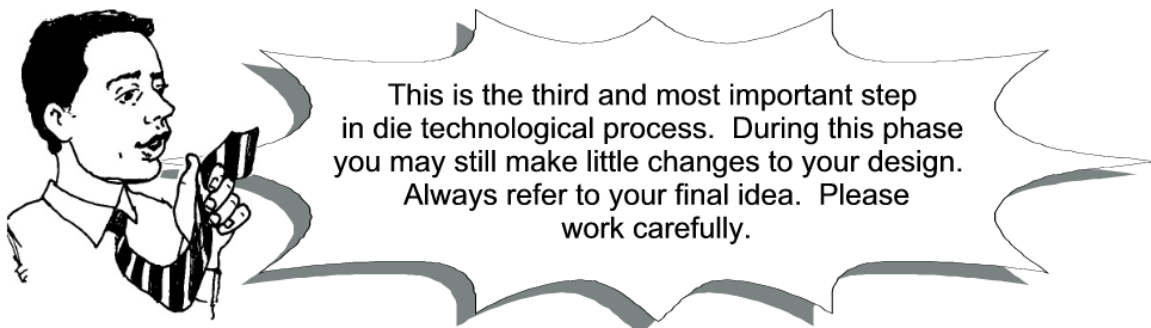 This is the third and most important step
in die technological process.  During this phase
you may still make little changes to your design.
Always refer to your final idea.  Please
work carefully.